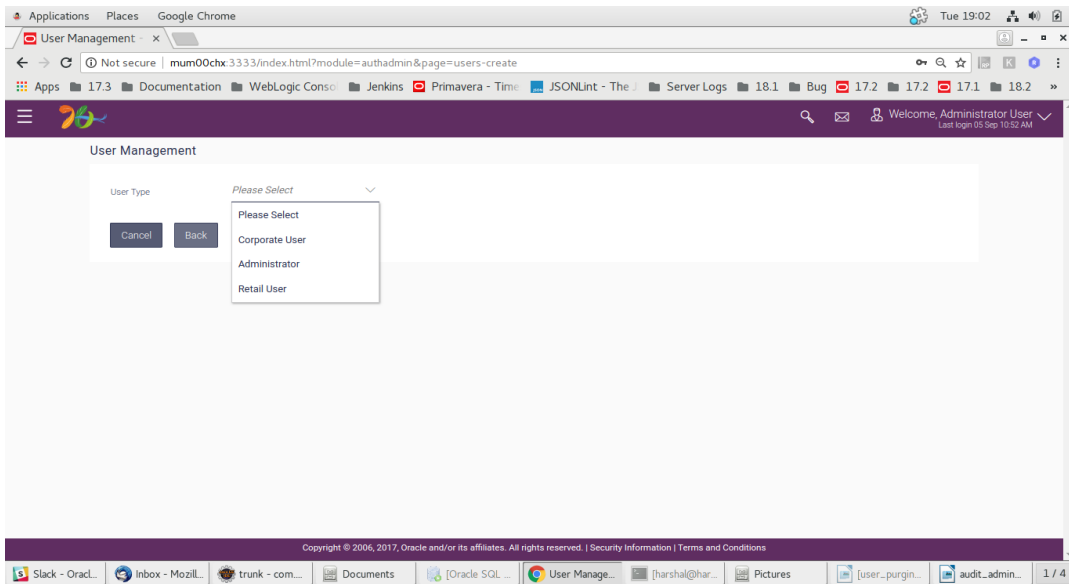 Applications Places Google Chrome Tue 19:02
User Management -
Not secure | mum00chx:3333/index.html?module=authadmin&page=users-create
Apps 17.3 Documentation WebLogic Conso Jenkins Primavera - Time JSONLint - The J Server Logs 18.1 Bug 17.2 17.2 17.1 18.2 »
Welcome, Administrator User
Last login 05 Sep 10:52 AM
User Management
User Type Please Select
Please Select
Cancel Back
Corporate User
Administrator
Retail User
Copyright © 2006, 2017, Oracle and/or its affiliates. All rights reserved. | Security Information | Terms and Conditions
Slack - Oracl... Inbox - Mozill... trunk - com.... Documents [Oracle SQL ... User Manage... [harshal@har... Pictures [user_purgin... audit_admin... 1 / 4